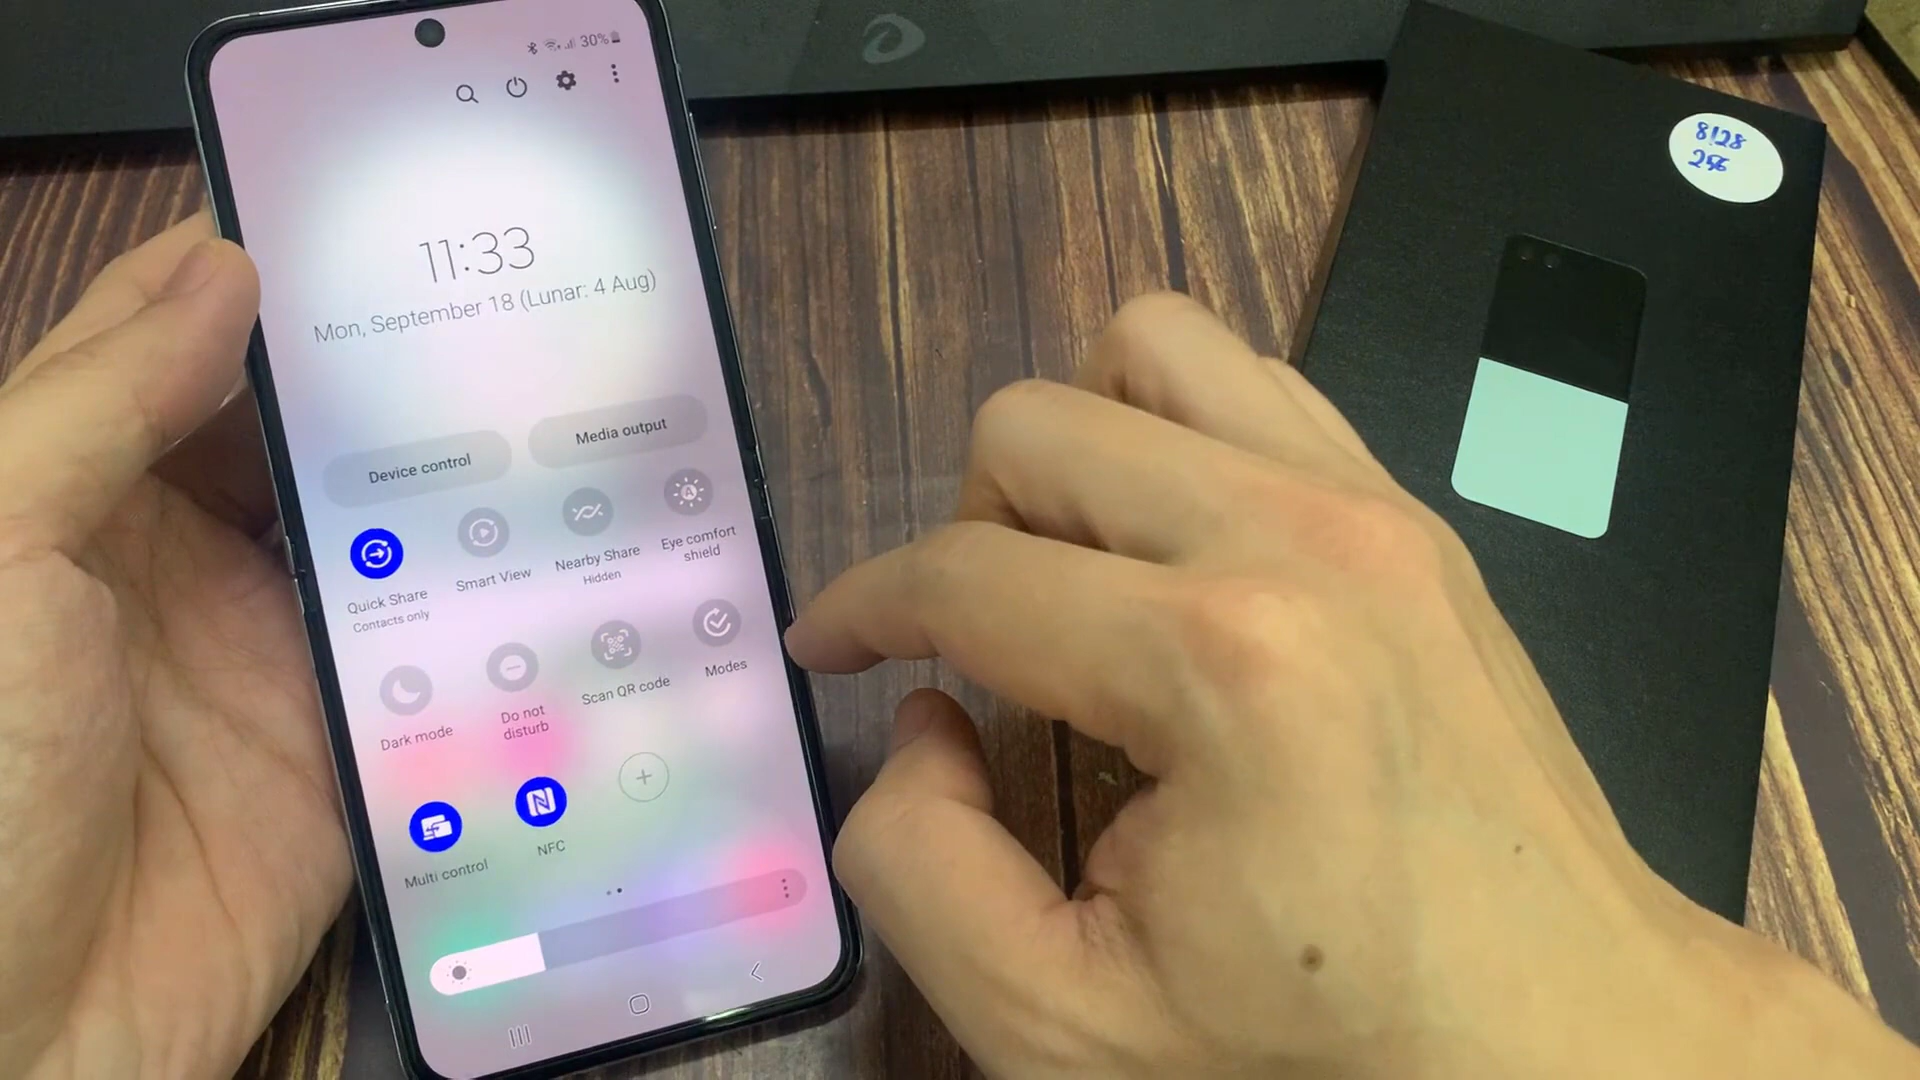 30%
11:33
Mon, September 18 (Lunar: 4 Aug)
Device control
Media output
Quick Share
Contacts only
Smart View
Nearby Share
Hidden
Eye comfort
shield
Dark mode
Do not
disturb
Scan QR code
Modes
Multi control
NFC
8128
256